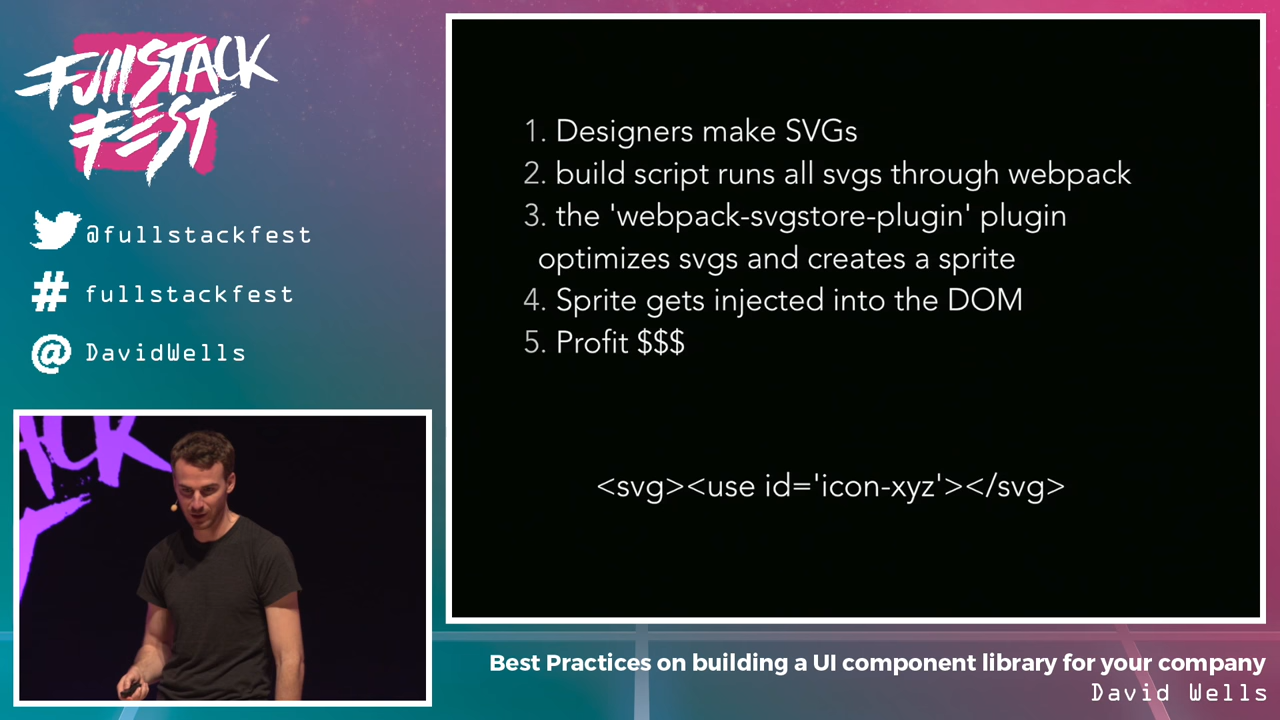 FullSTACK
FEST
@fullstackfest
# fullstackfest
@ DavidWells
1. Designers make SVGs
2. build script runs all svgs through webpack
3. the 'webpack-svgstore-plugin' plugin
optimizes svgs and creates a sprite
4. Sprite gets injected into the DOM
5. Profit $$$
<svg><use id='icon-xyz'></svg>
ACK
Best Practices on building a UI component library for your company
David Wells